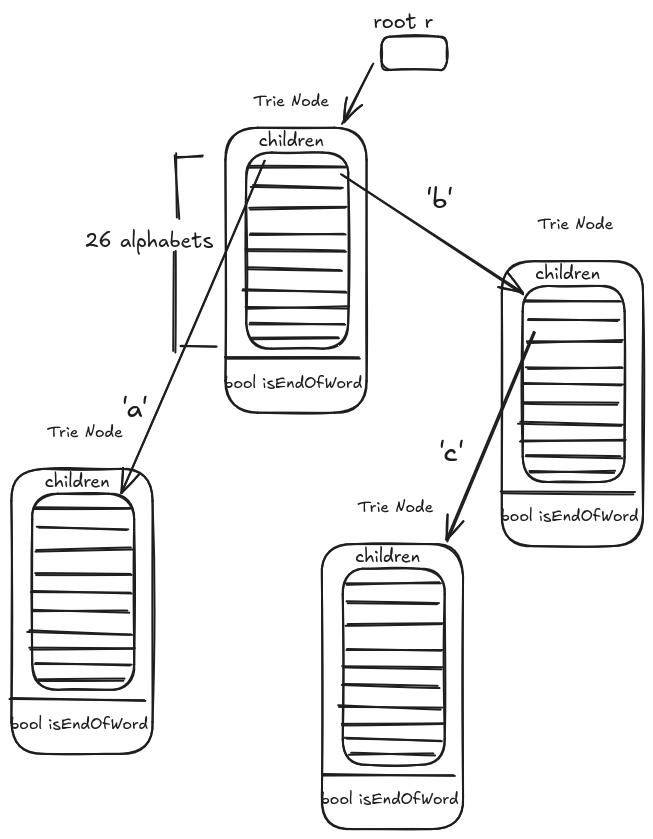 root r
Trie Node
children
'b'
Trie Node
26 alphabets
children
bool isEndOfWord
'a'
Trie Node
'c'
children
Trie Node
bool isEndOfWord
children
bool isEndOfWord
bool isEndOfWord